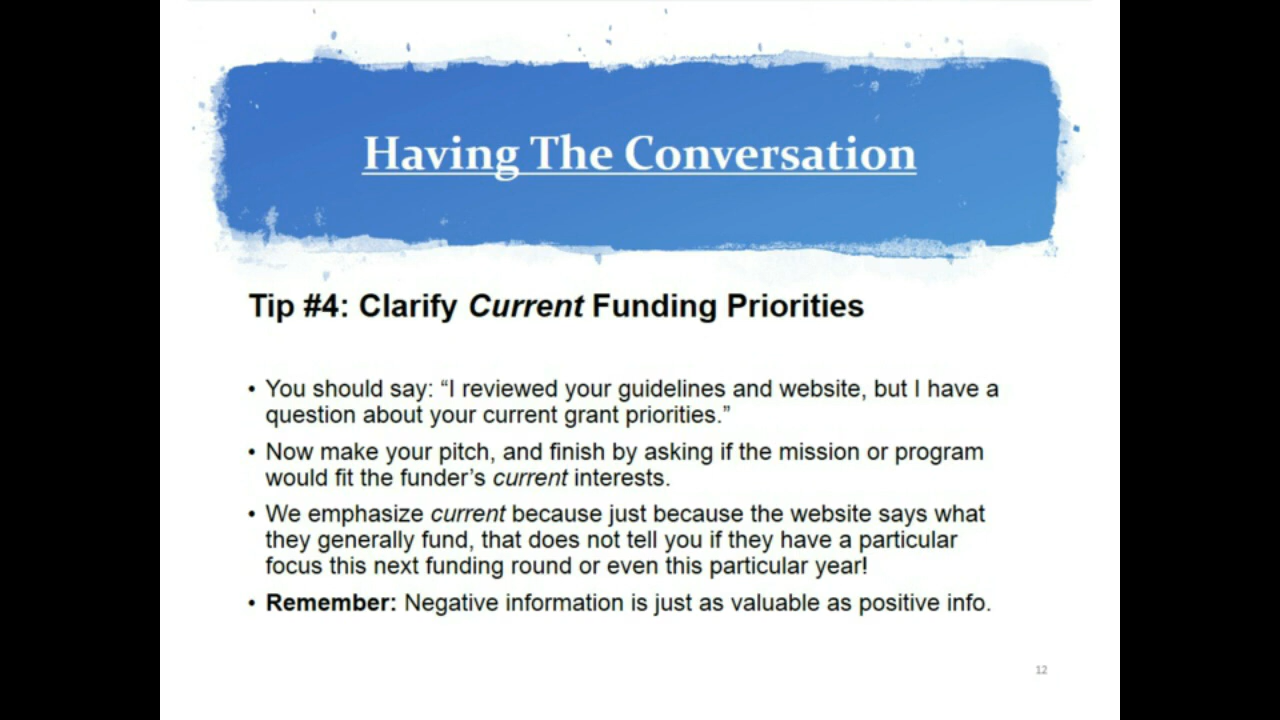 Having The Conversation
Tip #4: Clarify Current Funding Priorities
• You should say: “I reviewed your guidelines and website, but I have a
question about your current grant priorities.”
• Now make your pitch, and finish by asking if the mission or program
would fit the funder’s current interests.
• We emphasize current because just because the website says what
they generally fund, that does not tell you if they have a particular
focus this next funding round or even this particular year!
• Remember: Negative information is just as valuable as positive info.
12